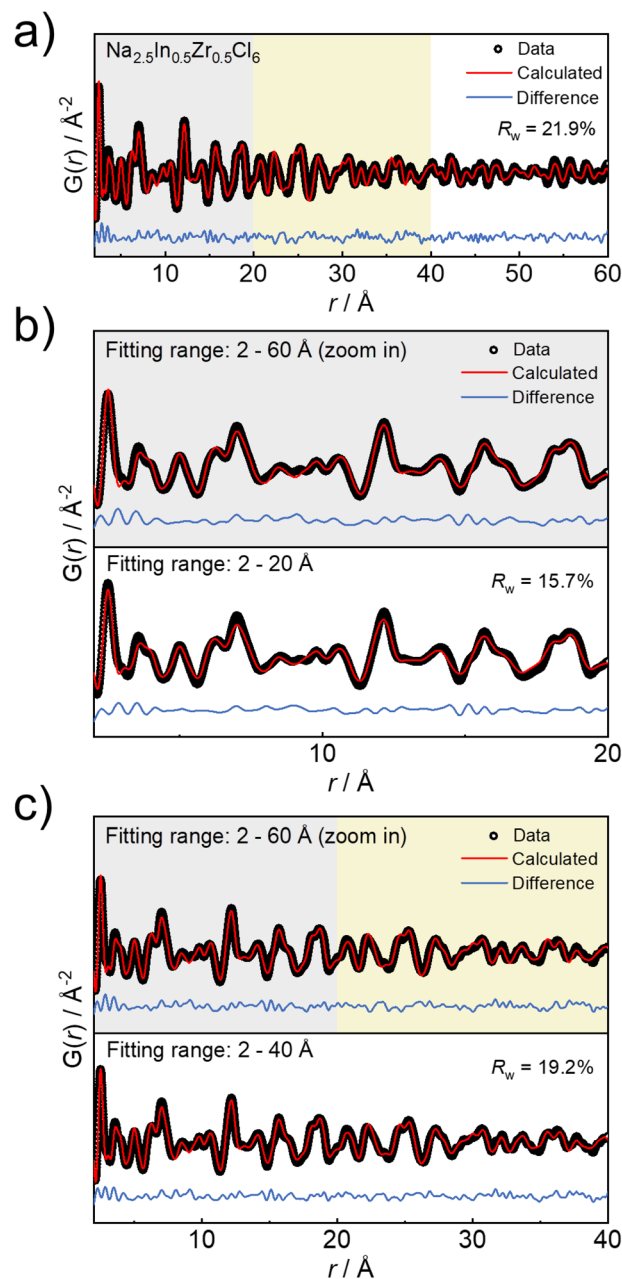 a)
Na2.5In0.5Zr0.5Cl6
Data
Calculated
Difference
Rw = 21.9%
G(r) / Å-2
10 20 30 40 50 60
r / Å
b)
Fitting range: 2 - 60 Å (zoom in)
Data
Calculated
Difference
G(r) / Å-2
Fitting range: 2 - 20 Å
Rw = 15.7%
10 20
r / Å
c)
Fitting range: 2 - 60 Å (zoom in)
Data
Calculated
Difference
G(r) / Å-2
Fitting range: 2 - 40 Å
Rw = 19.2%
10 20 30 40
r / Å